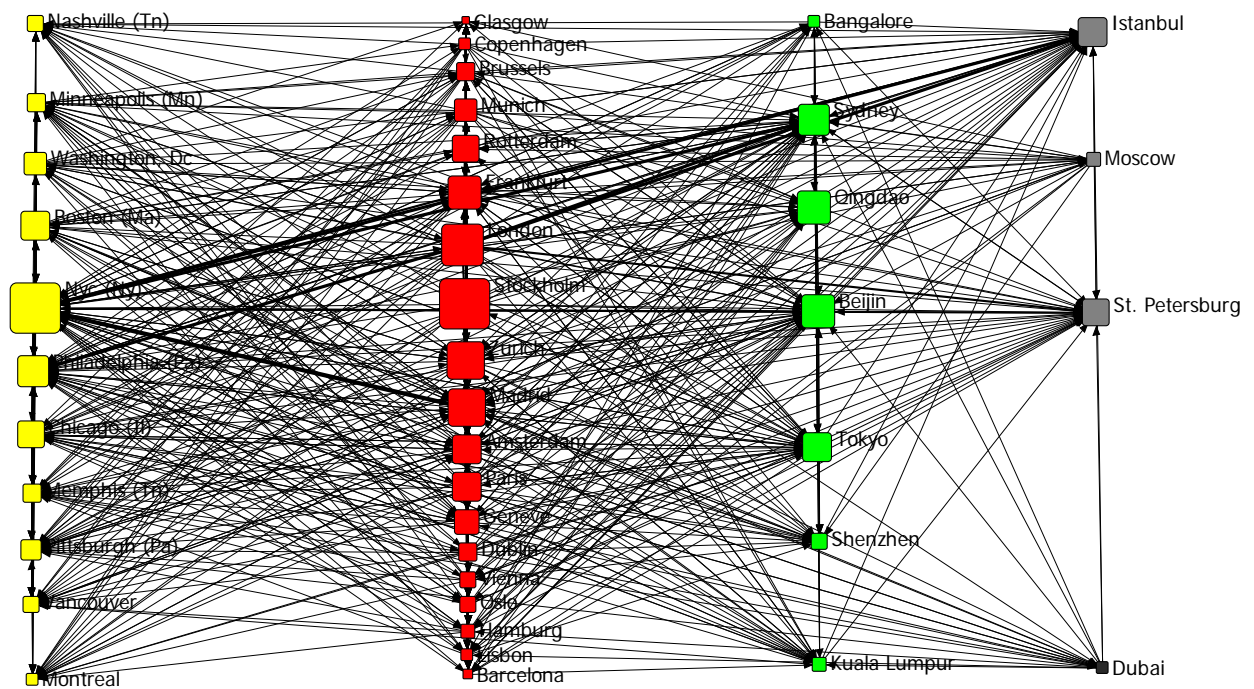 Nashville (Tn)
Minneapolis (Mn)
Washington, Dc
Boston (Ma)
Nyc (Ny)
Philadelphia (Pa)
Chicago (Il)
Memphis (Tn)
Pittsburgh (Pa)
Vancouver
Montreal
Glasgow
Copenhagen
Brussels
Munich
Rotterdam
Frankfurt
London
Stockholm
Zurich
Madrid
Amsterdam
Paris
Geneve
Dublin
Vienna
Oslo
Hamburg
Lisbon
Barcelona
Bangalore
Sydney
Qingdao
Beijin
Tokyo
Shenzhen
Kuala Lumpur
Istanbul
Moscow
St. Petersburg
Dubai